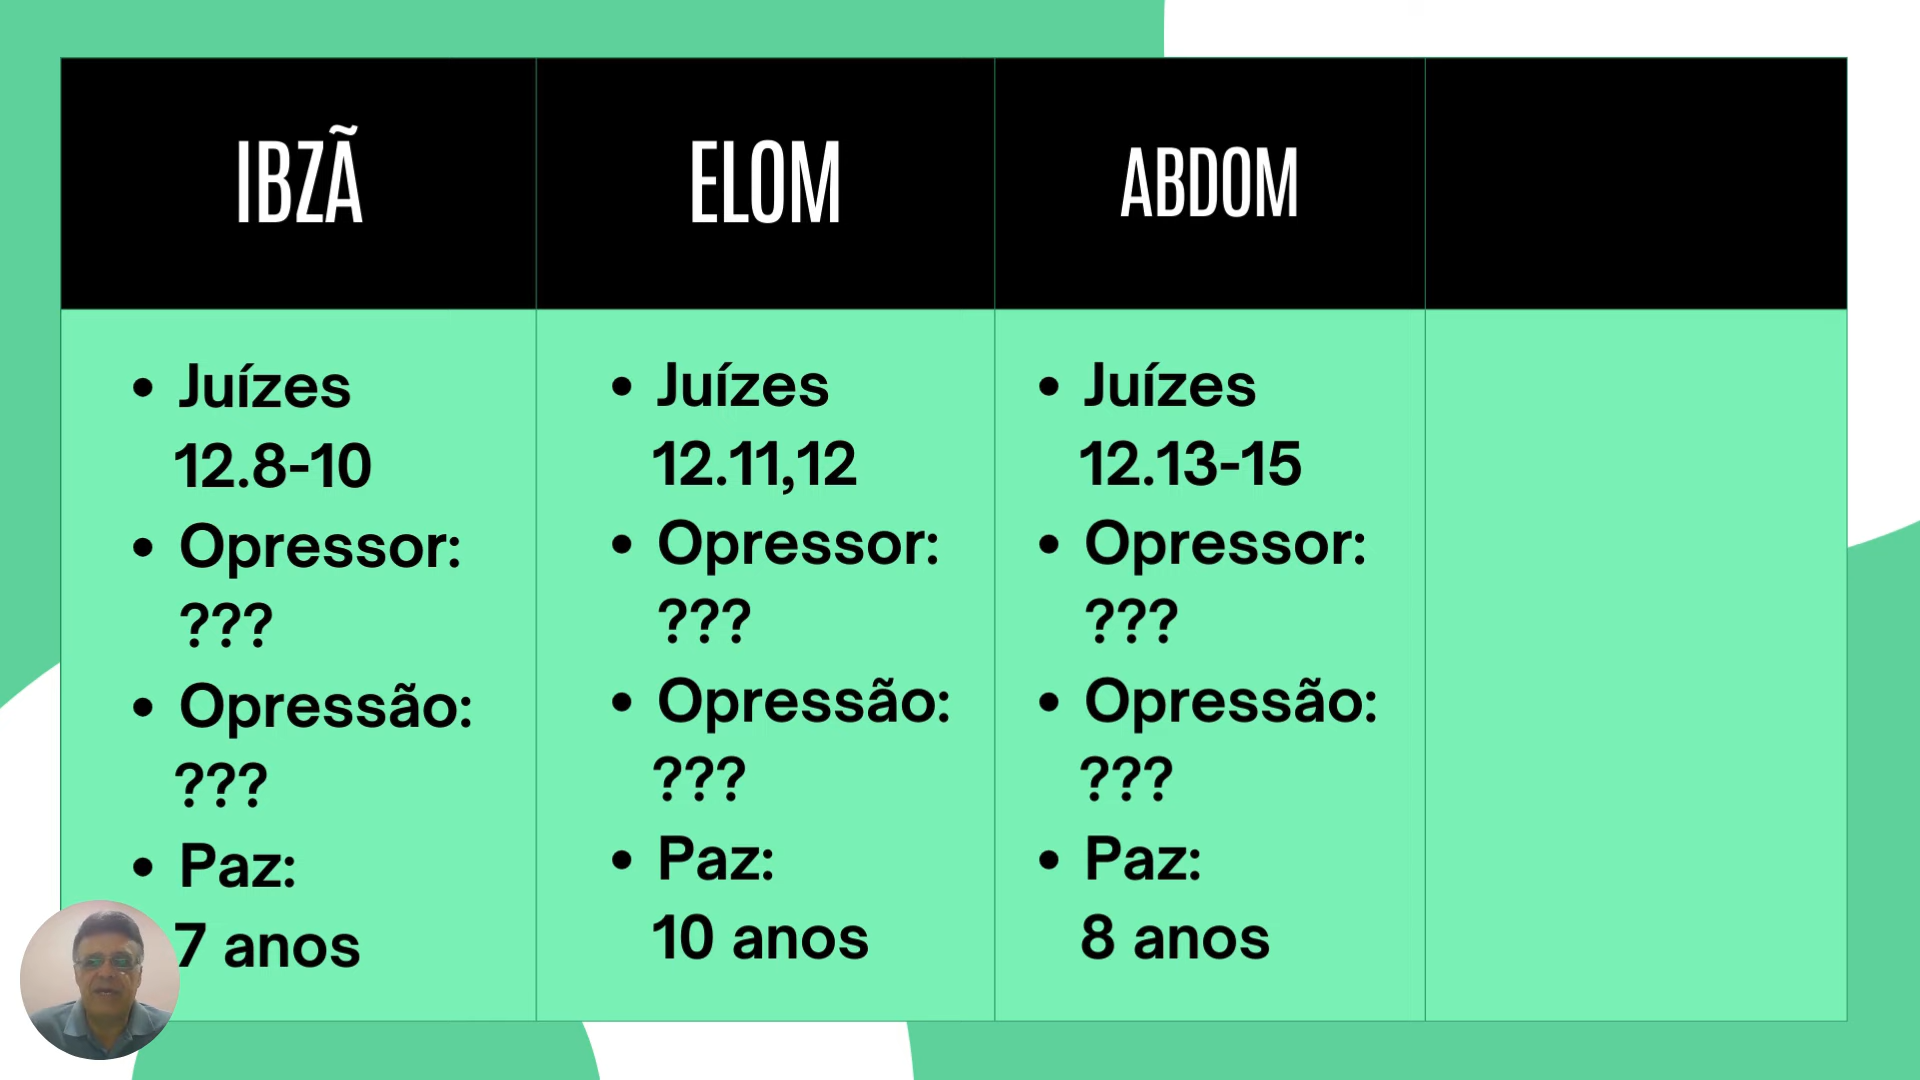 IBZÃ
ELOM
ABDOM
• Juízes
12.8-10
• Opressor:
???
• Opressão:
???
• Paz:
7 anos
• Juízes
12.11,12
• Opressor:
???
• Opressão:
???
• Paz:
10 anos
• Juízes
12.13-15
• Opressor:
???
• Opressão:
???
• Paz:
8 anos